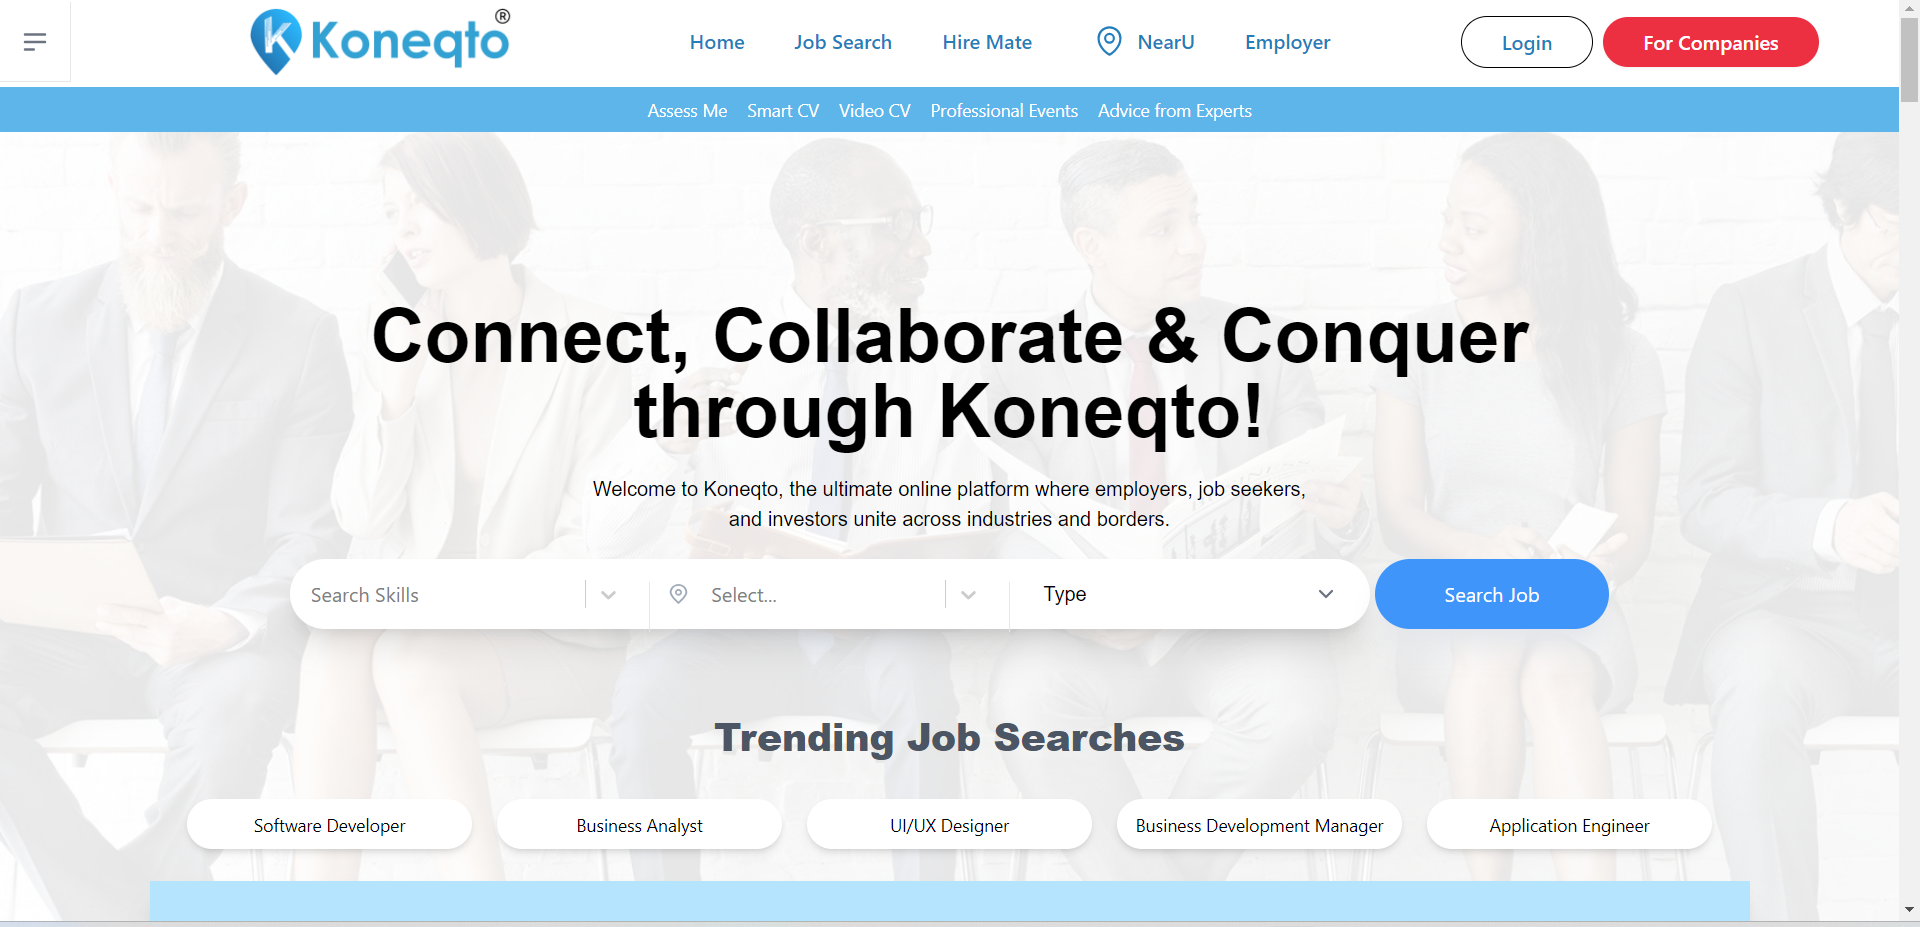 Koneqto®
Home Job Search Hire Mate NearU Employer Login For Companies
Assess Me Smart CV Video CV Professional Events Advice from Experts
Connect, Collaborate & Conquer
through Koneqto!
Welcome to Koneqto, the ultimate online platform where employers, job seekers,
and investors unite across industries and borders.
Search Skills Select... Type Search Job
Trending Job Searches
Software Developer Business Analyst UI/UX Designer Business Development Manager Application Engineer